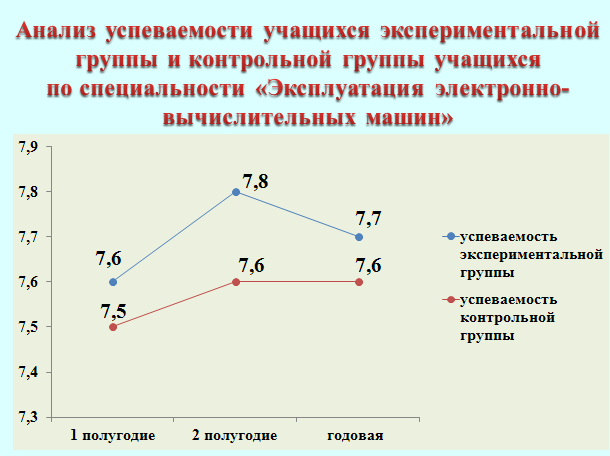 Анализ успеваемости учащихся экспериментальной
группы и контрольной группы учащихся
по специальности «Эксплуатация электронно-
вычислительных машин»
7,9
7,8
7,7
7,6
7,5
7,4
7,3
7,6
7,8
7,7
7,5
7,6
7,6
1 полугодие
2 полугодие
годовая
успеваемость
экспериментальной
группы
успеваемость
контрольной
группы